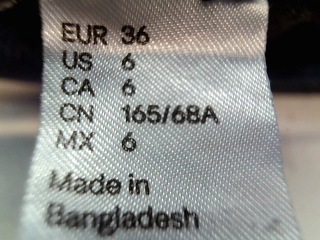 EUR 36
US 6
CA 6
CN 165/68A
MX 6
Made in
Bangladesh